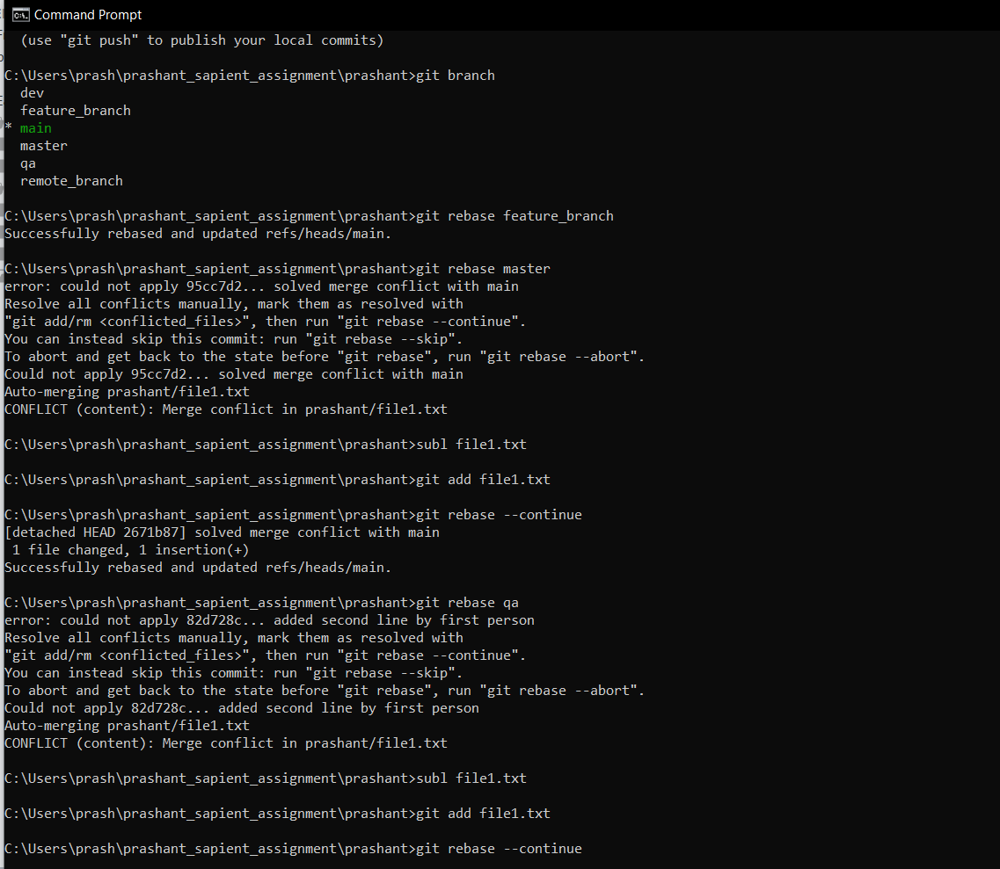 Command Prompt
(use "git push" to publish your local commits)
C:\Users\prash\prashant_sapient_assignment\prashant>git branch
dev
feature_branch
* main
master
qa
remote_branch
C:\Users\prash\prashant_sapient_assignment\prashant>git rebase feature_branch
Successfully rebased and updated refs/heads/main.
C:\Users\prash\prashant_sapient_assignment\prashant>git rebase master
error: could not apply 95cc7d2... solved merge conflict with main
Resolve all conflicts manually, mark them as resolved with
"git add/rm <conflicted_files>", then run "git rebase --continue".
You can instead skip this commit: run "git rebase --skip".
To abort and get back to the state before "git rebase", run "git rebase --abort".
Could not apply 95cc7d2... solved merge conflict with main
Auto-merging prashant/file1.txt
CONFLICT (content): Merge conflict in prashant/file1.txt
C:\Users\prash\prashant_sapient_assignment\prashant>subl file1.txt
C:\Users\prash\prashant_sapient_assignment\prashant>git add file1.txt
C:\Users\prash\prashant_sapient_assignment\prashant>git rebase --continue
[detached HEAD 2671b87] solved merge conflict with main
1 file changed, 1 insertion(+)
Successfully rebased and updated refs/heads/main.
C:\Users\prash\prashant_sapient_assignment\prashant>git rebase qa
error: could not apply 82d728c... added second line by first person
Resolve all conflicts manually, mark them as resolved with
"git add/rm <conflicted_files>", then run "git rebase --continue".
You can instead skip this commit: run "git rebase --skip".
To abort and get back to the state before "git rebase", run "git rebase --abort".
Could not apply 82d728c... added second line by first person
Auto-merging prashant/file1.txt
CONFLICT (content): Merge conflict in prashant/file1.txt
C:\Users\prash\prashant_sapient_assignment\prashant>subl file1.txt
C:\Users\prash\prashant_sapient_assignment\prashant>git add file1.txt
C:\Users\prash\prashant_sapient_assignment\prashant>git rebase --continue